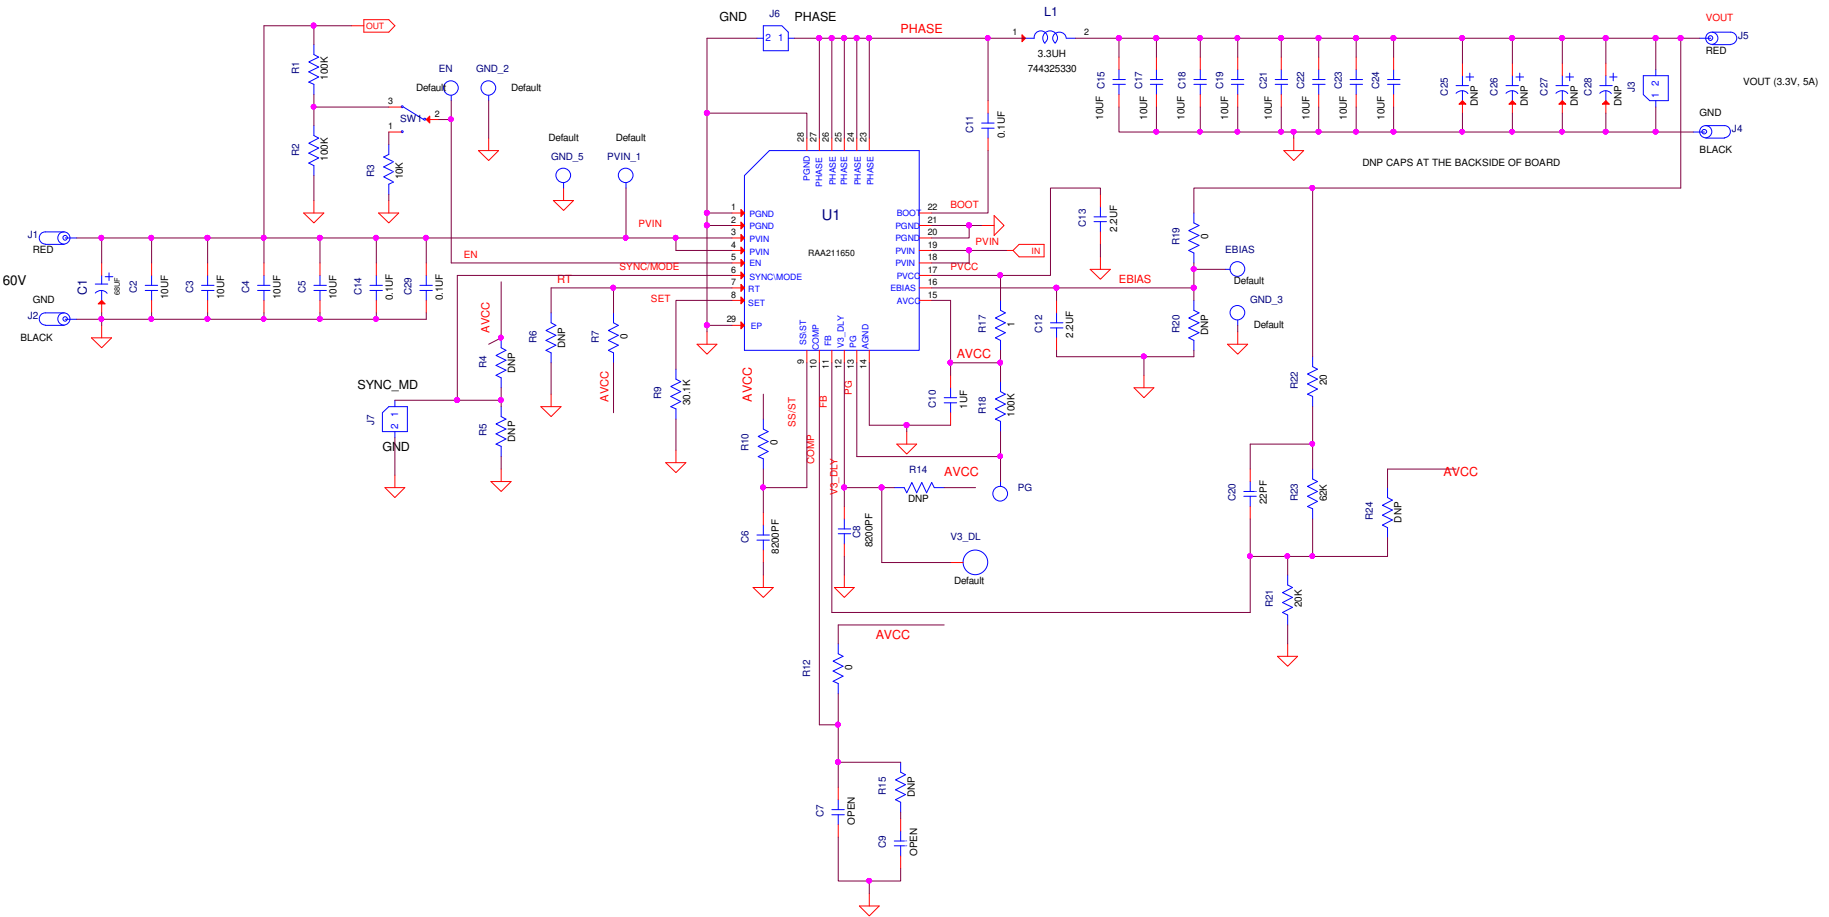 OUT
R1
100K
R2
100K
EN
Default
GND_2
Default
3
SW1
2
1
R3
10K
GND
J6
PHASE
2 1
PHASE
L1
1
2
3.3UH
744325330
VOUT
J5
RED
VOUT (3.3V, 5A)
GND
J4
BLACK
C15
10UF
C17
10UF
C18
10UF
C19
10UF
C21
10UF
C22
10UF
C23
10UF
C24
10UF
C25
DNP
C26
DNP
C27
DNP
C28
DNP
J3
1 2
DNP CAPS AT THE BACKSIDE OF BOARD
C11
0.1UF
Default
GND_5
Default
PVIN_1
28
27
26
25
24
23
PGND
PHASE
PHASE
PHASE
PHASE
PHASE
U1
RAA211650
1 PGND
2 PGND
3 PVIN
4 PVIN
5 EN
6 SYNC\MODE
7 RT
8 SET
29 EP
BOOT 22
PGND 21
PGND 20
PVIN 19
PVIN 18
PVCC 17
EBIAS 16
AVCC 15
SS/ST
COMP
FB
V3_DLY
PG
AGND
9
10
11
12
13
14
PVIN
EN
SYNC/MODE
RT
SET
BOOT
PVIN
IN
PVCC
EBIAS
J1
RED
60V
GND
J2
BLACK
C1
68UF
C2
10UF
C3
10UF
C4
10UF
C5
10UF
C14
0.1UF
C29
0.1UF
AVCC
R4
DNP
R5
DNP
SYNC_MD
J7
2 1
GND
R6
DNP
R7
0
AVCC
R9
30.1K
AVCC
R10
0
C6
8200PF
SS/ST
COMP
FB
V3_DLY
PG
C8
8200PF
R14
DNP
AVCC
V3_DL
Default
PG
C10
1UF
AVCC
R17
1
R18
100K
C12
2.2UF
C13
2.2UF
R19
0
EBIAS
Default
R20
DNP
GND_3
Default
R22
20
C20
22PF
R23
62K
R24
DNP
AVCC
R21
20K
AVCC
R12
0
C7
OPEN
R15
DNP
C9
OPEN